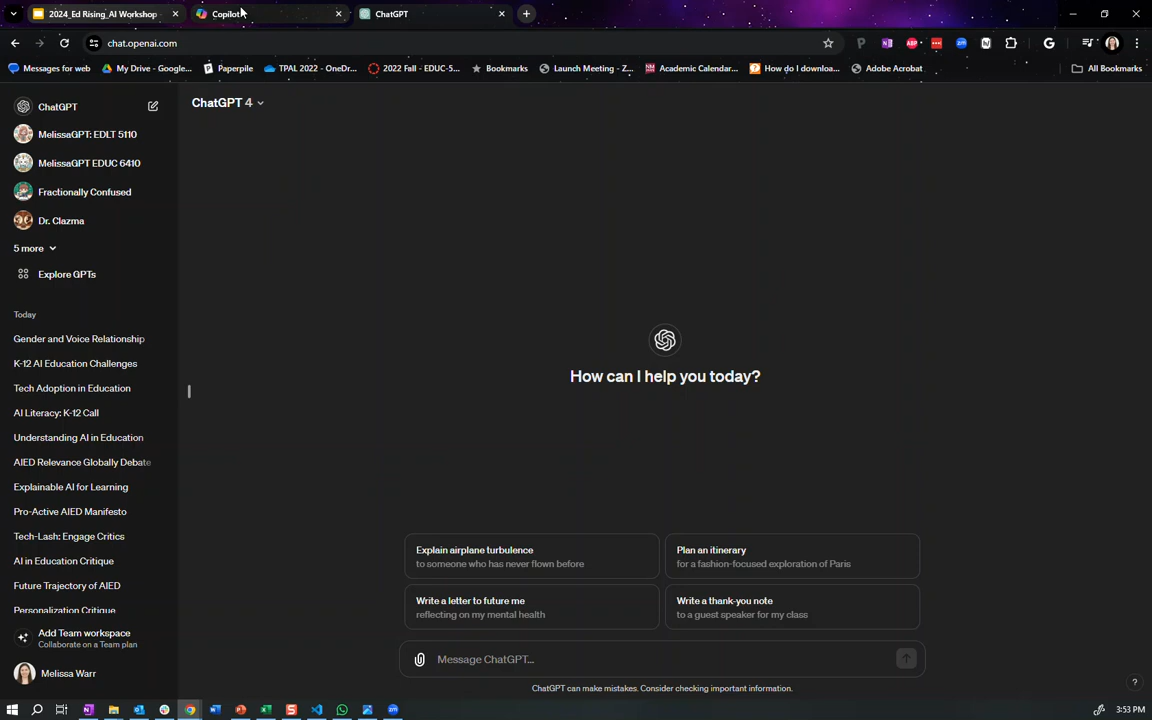 2024_Ed Rising_AI Workshop
Copilot
ChatGPT
chat.openai.com
Messages for web
My Drive - Google...
Paperpile
TPAL 2022 - OneDr...
2022 Fall - EDUC-5...
Bookmarks
Launch Meeting - Z...
Academic Calendar...
How do I downloa...
Adobe Acrobat
All Bookmarks
ChatGPT
ChatGPT 4
MelissaGPT: EDLT 5110
MelissaGPT EDUC 6410
Fractionally Confused
Dr. Clazma
5 more
Explore GPTs
Today
Gender and Voice Relationship
K-12 AI Education Challenges
Tech Adoption in Education
AI Literacy: K-12 Call
Understanding AI in Education
AIED Relevance Globally Debate
Explainable AI for Learning
Pro-Active AIED Manifesto
Tech-Lash: Engage Critics
AI in Education Critique
Future Trajectory of AIED
Personalization Critique
Add Team workspace
Collaborate on a Team plan
Melissa Warr
How can I help you today?
Explain airplane turbulence
to someone who has never flown before
Plan an itinerary
for a fashion-focused exploration of Paris
Write a letter to future me
reflecting on my mental health
Write a thank-you note
to a guest speaker for my class
Message ChatGPT...
ChatGPT can make mistakes. Consider checking important information.
?
3:53 PM